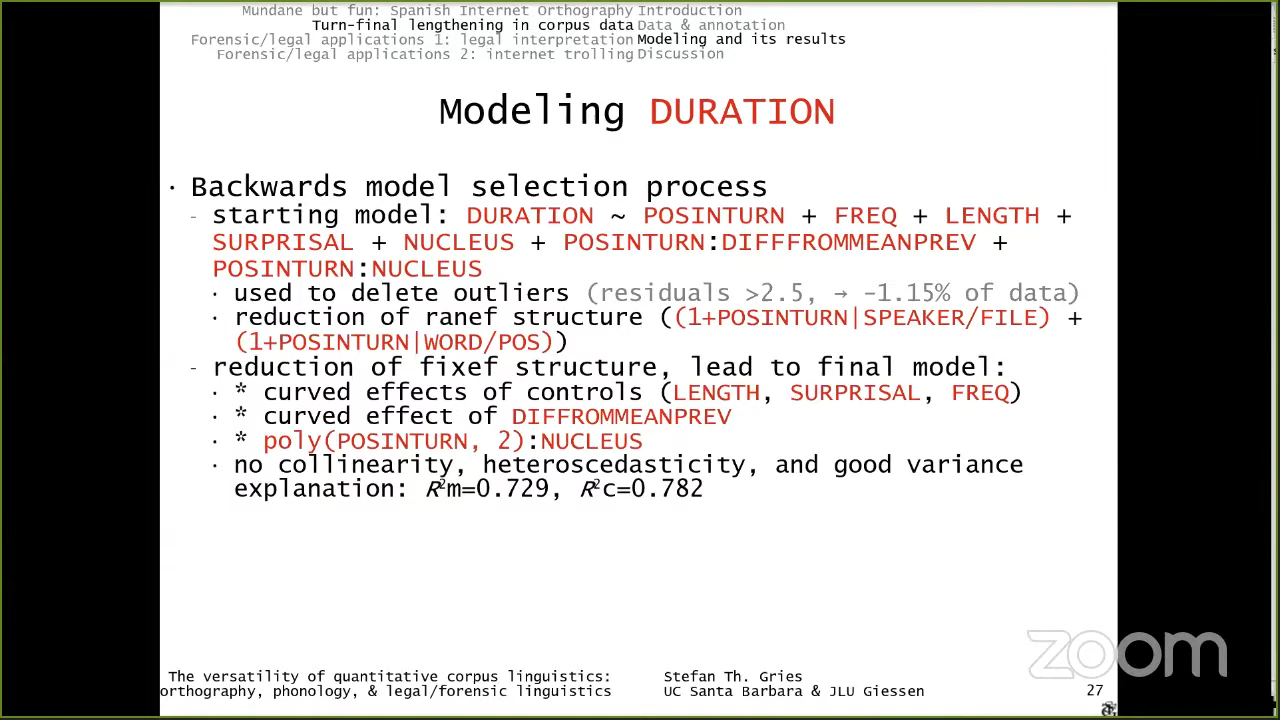 Mundane but fun: Spanish Internet Orthography Introduction
Turn-final lengthening in corpus data Data & annotation
Forensic/legal applications 1: legal interpretation Modeling and its results
Forensic/legal applications 2: internet trolling Discussion
Modeling DURATION
· Backwards model selection process
- starting model: DURATION ~ POSINTURN + FREQ + LENGTH +
SURPRISAL + NUCLEUS + POSINTURN:DIFFFROMMEANPREV +
POSINTURN:NUCLEUS
· used to delete outliers (residuals >2.5, → -1.15% of data)
· reduction of ranef structure ((1+POSINTURN|SPEAKER/FILE) +
(1+POSINTURN|WORD/POS))
- reduction of fixef structure, lead to final model:
· * curved effects of controls (LENGTH, SURPRISAL, FREQ)
· * curved effect of DIFFROMMEANPREV
· * poly(POSINTURN, 2):NUCLEUS
· no collinearity, heteroscedasticity, and good variance
explanation: R²m=0.729, R²c=0.782
zoom
The versatility of quantitative corpus linguistics: Stefan Th. Gries
orthography, phonology, & legal/forensic linguistics UC Santa Barbara & JLU Giessen 27